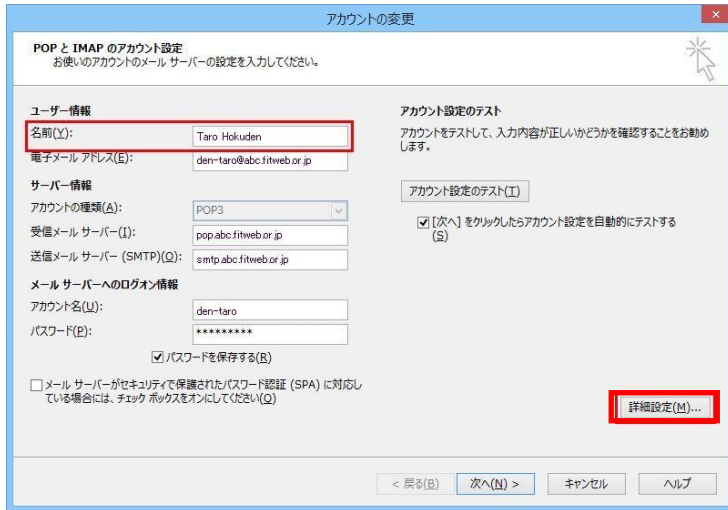 アカウントの変更
POP と IMAP のアカウント設定
お使いのアカウントのメール サーバーの設定を入力してください。
ユーザー情報
名前(Y):
Taro Hokuden
電子メール アドレス(E):
den-taro@abc.fitweb.or.jp
サーバー情報
アカウントの種類(A):
POP3
受信メール サーバー(I):
pop.abc.fitweb.or.jp
送信メール サーバー (SMTP)(O):
smtp.abc.fitweb.or.jp
メール サーバーへのログオン情報
アカウント名(U):
den-taro
パスワード(P):
*********
パスワードを保存する(R)
メール サーバーがセキュリティで保護されたパスワード認証 (SPA) に対応し
ている場合には、チェック ボックスをオンにしてください(Q)
アカウント設定のテスト
アカウントをテストして、入力内容が正しいかどうかを確認することをお勧め
します。
アカウント設定のテスト(T)
[次へ] をクリックしたらアカウント設定を自動的にテストする
(S)
詳細設定(M)...
< 戻る(B)
次へ(N) >
キャンセル
ヘルプ